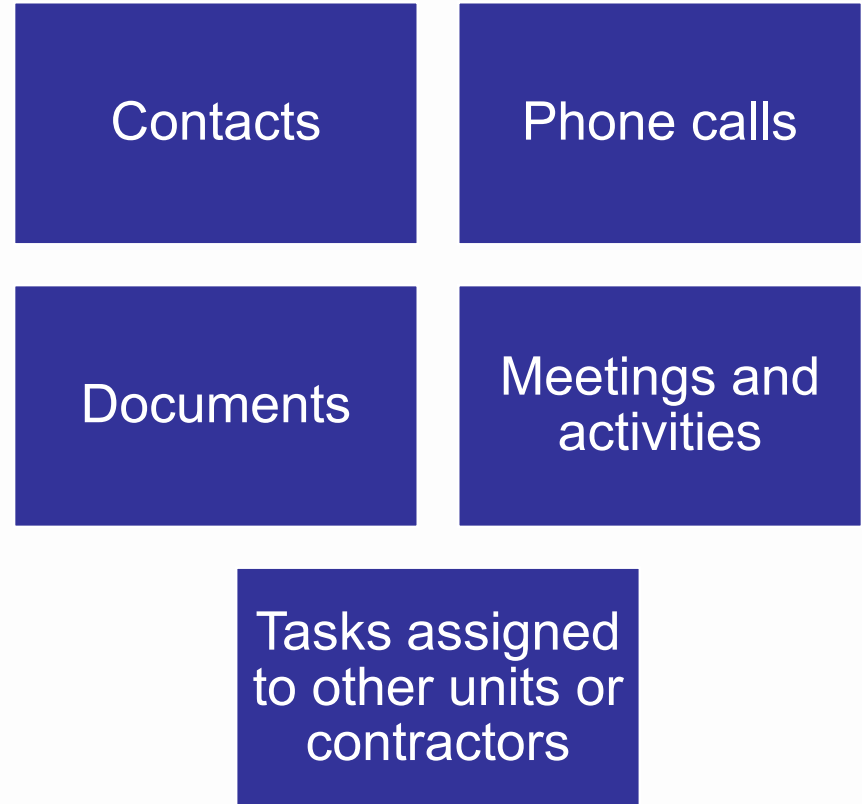 Contacts
Phone calls
Documents
Meetings and
activities
Tasks assigned
to other units or
contractors